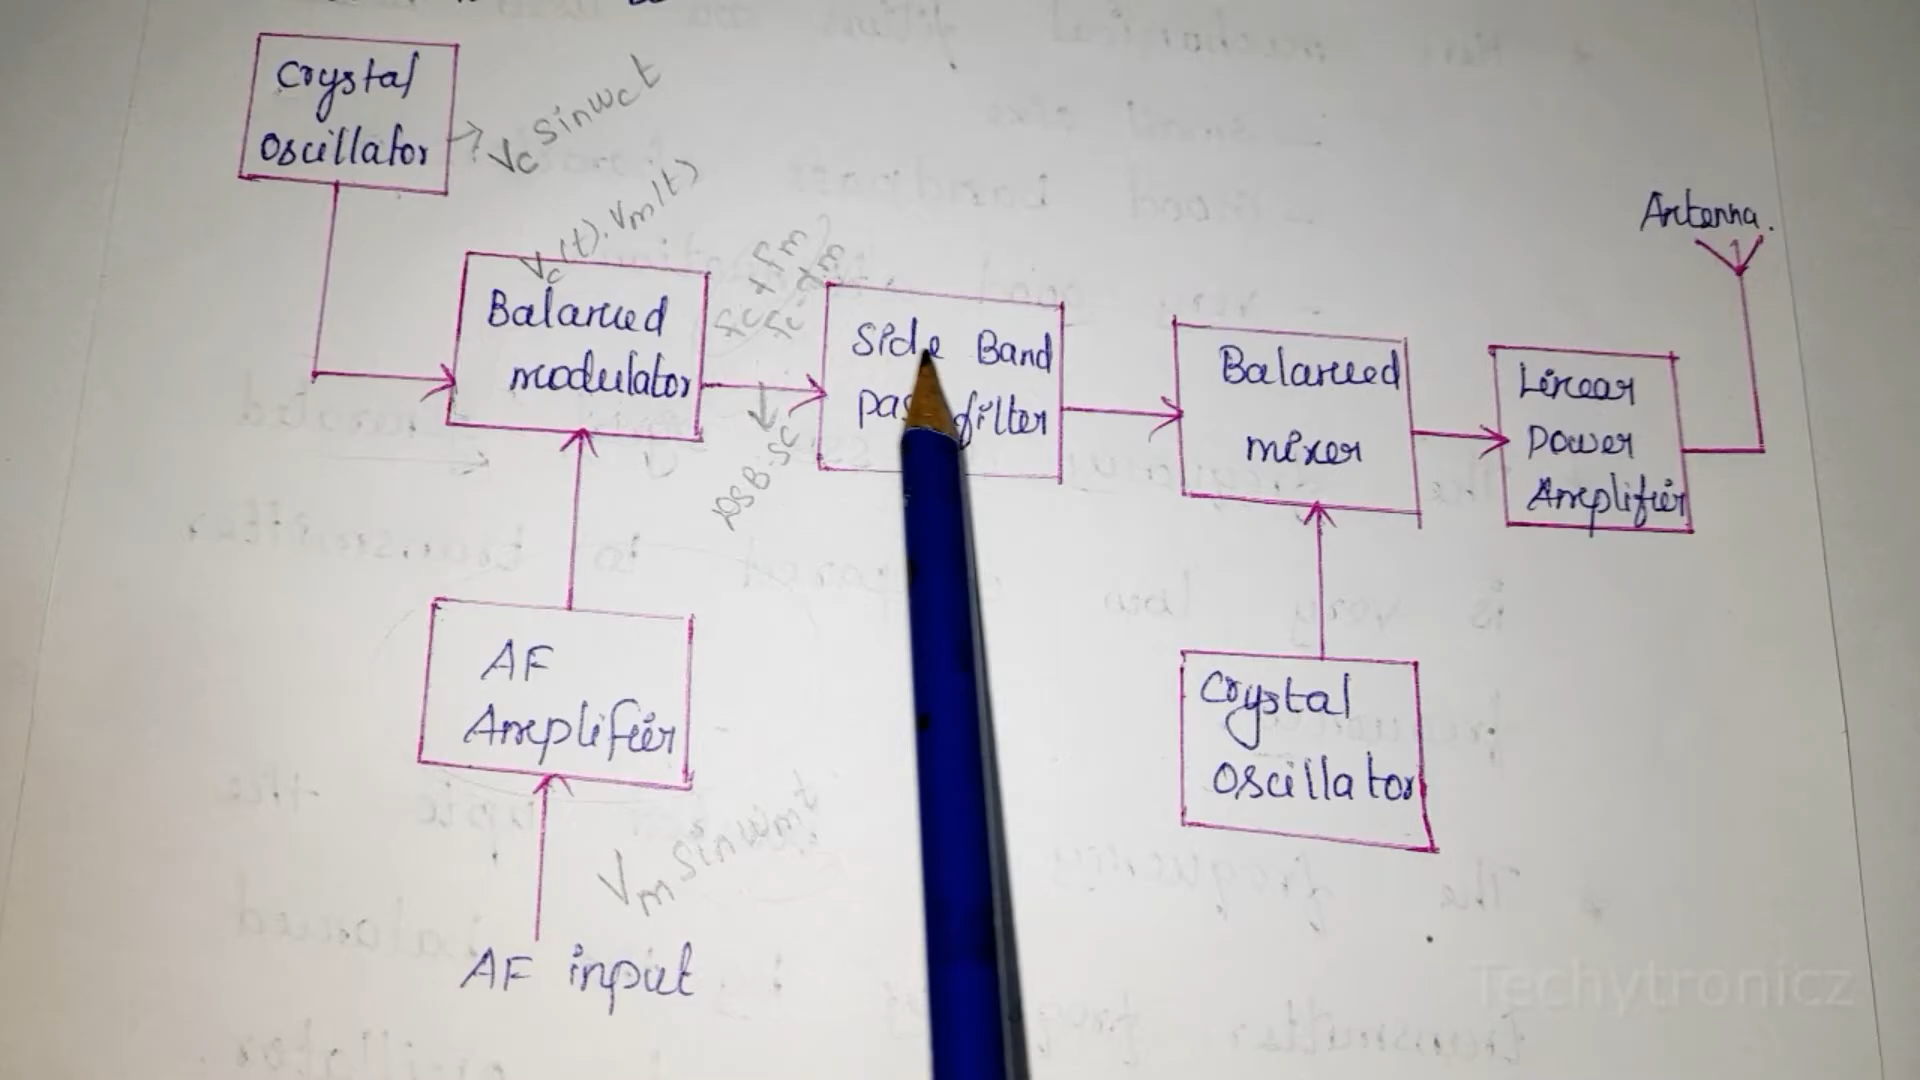 Crystal
oscillator
Vc sinwct
Vc(t).Vm(t)
fc+fm
fc-fm
Balanced
modulator
DSB-SC
Side Band
pass filter
Balanced
mixer
Linear
Power
Amplifier
Antenna.
AF
Amplifier
Vm sinwmt
AF input
Crystal
oscillator
Techytronicz